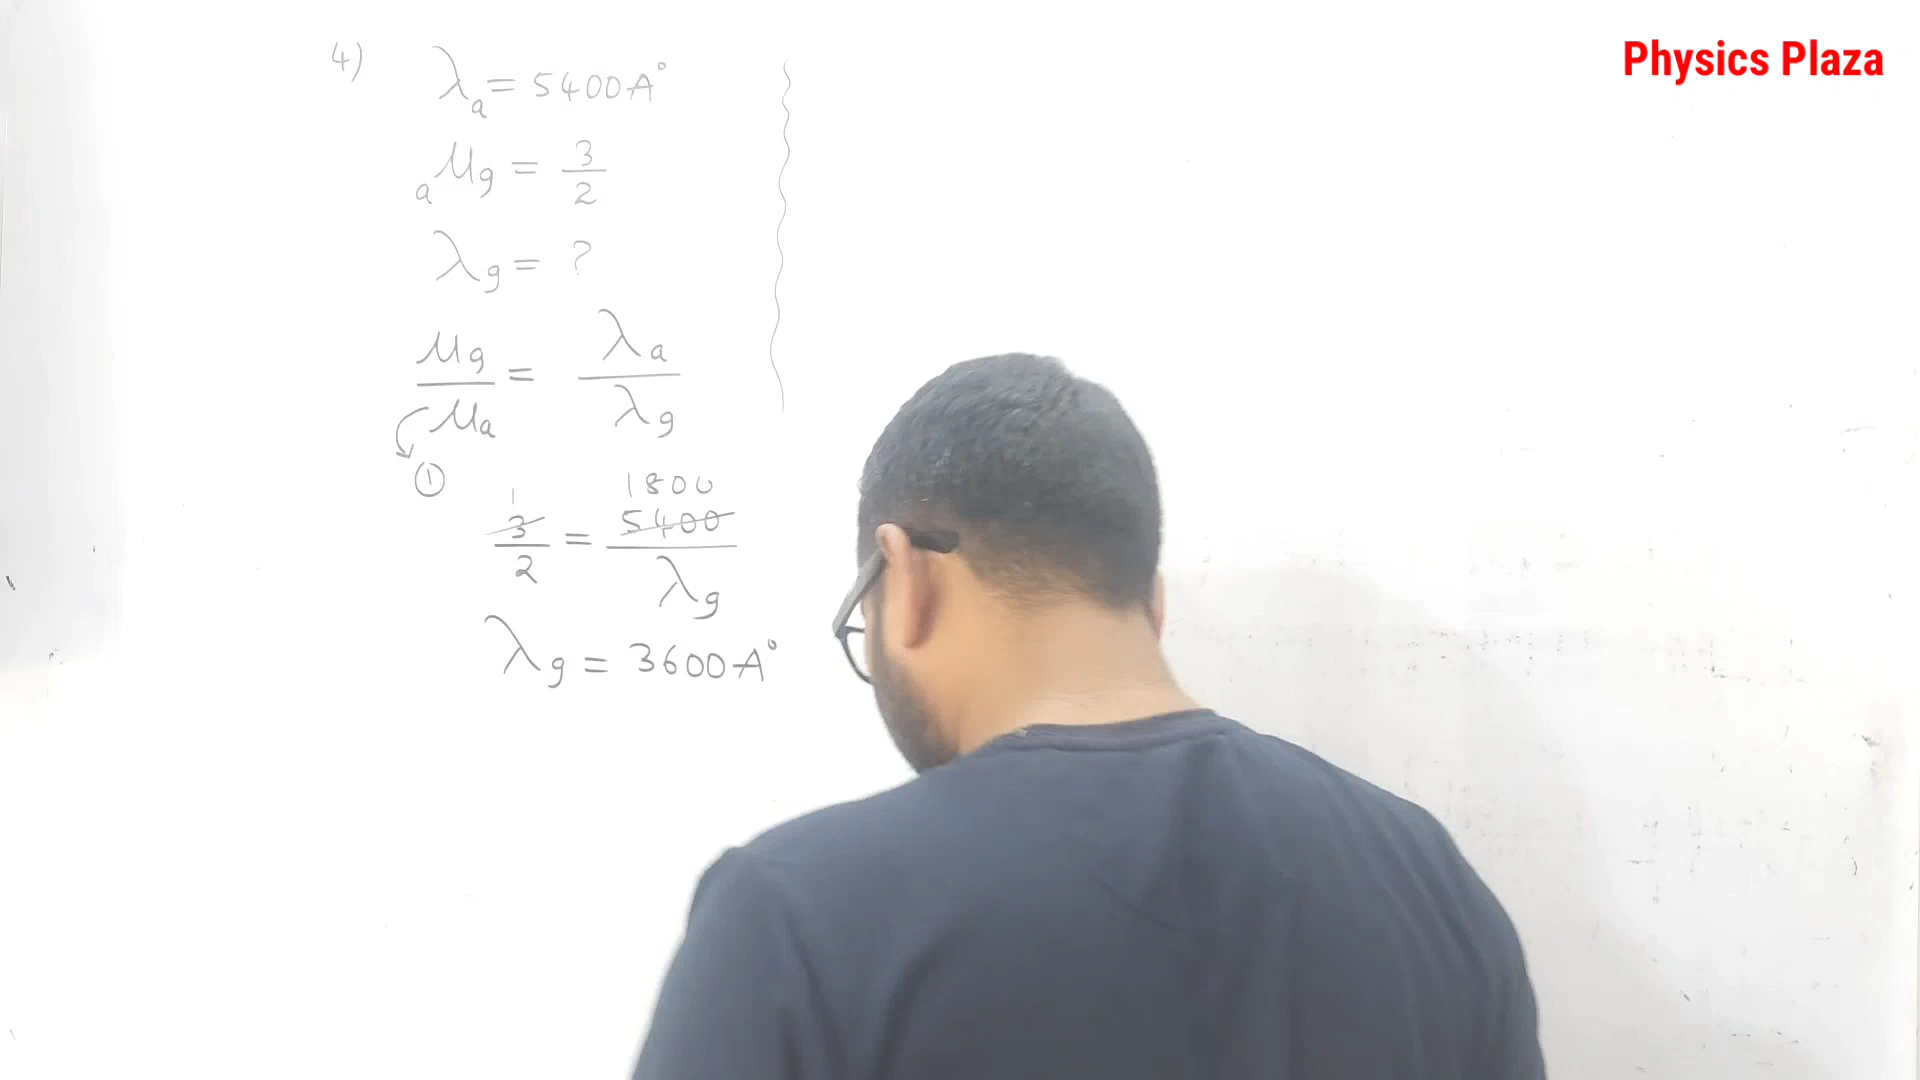 Physics Plaza
4) λa = 5400A°
aμg = 3/2
λg = ?
μg/μa = λa/λg
1
1 1800
3/2 = 5400/λg
λg = 3600A°